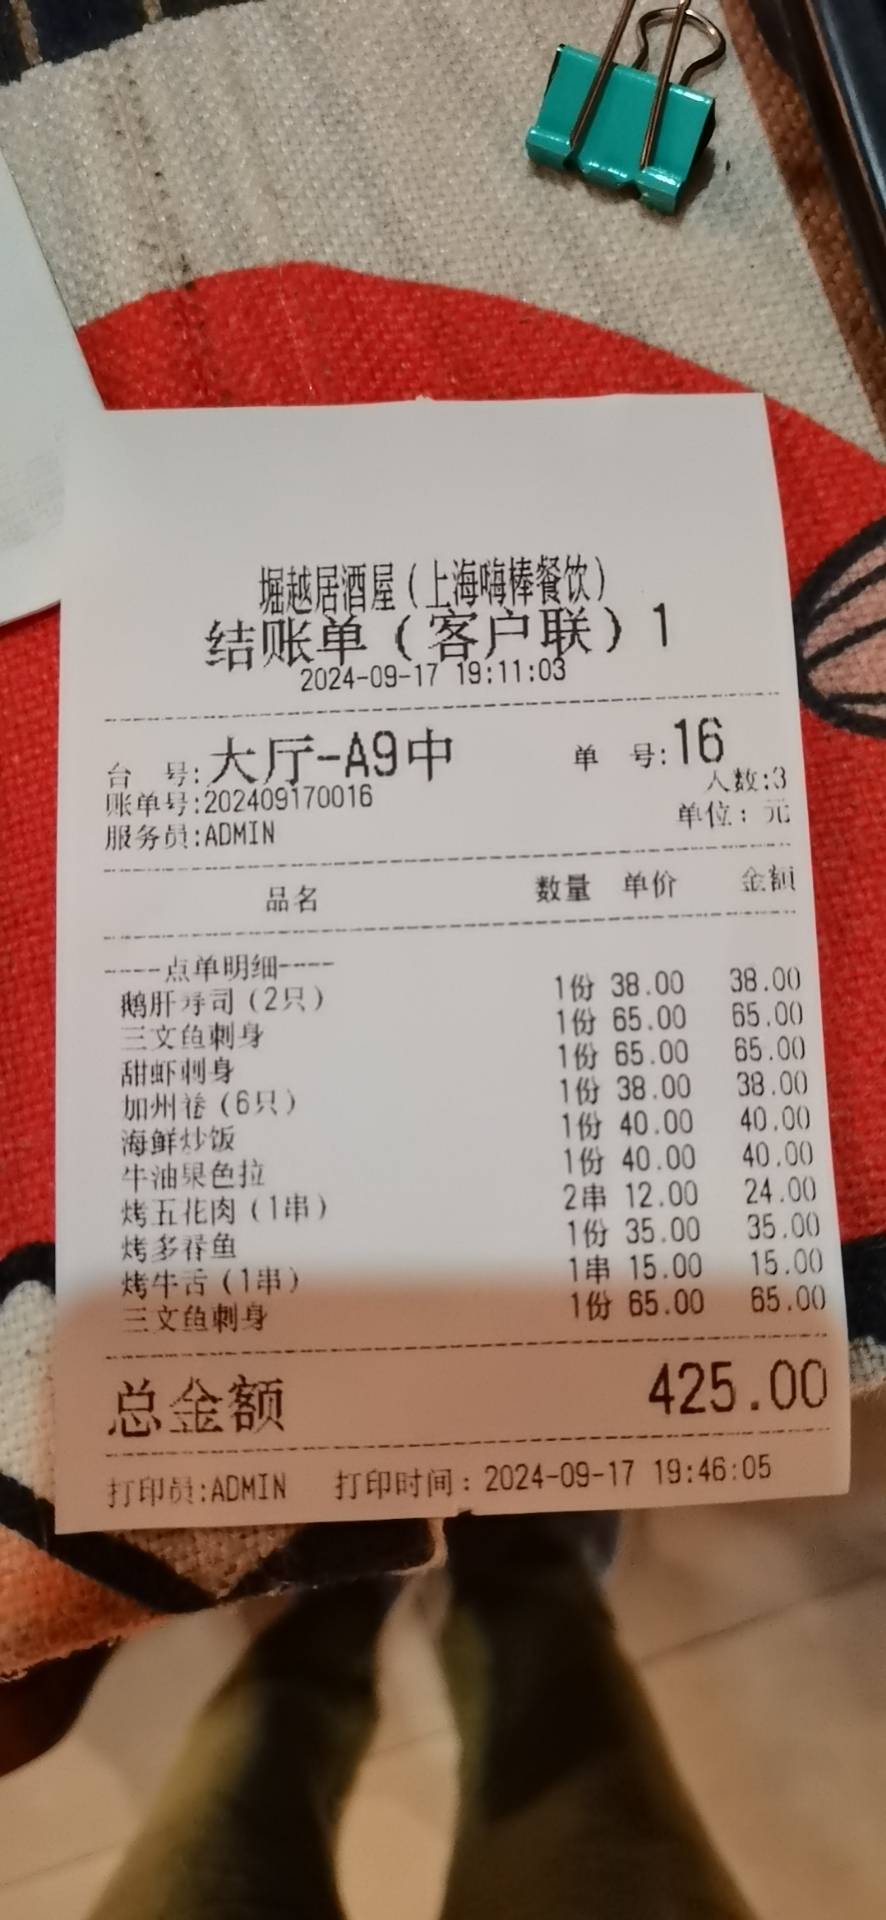 堀越居酒屋（上海嗨棒餐饮）
结账单（客户联）1
2024-09-17 19:11:03
台 号:大厅-A9中 单 号:16
人数:3
账单号:202409170016
单位：元
服务员:ADMIN
品名 数量 单价 金额
----点单明细----
鹅肝寿司（2只） 1份 38.00 38.00
三文鱼刺身 1份 65.00 65.00
甜虾刺身 1份 65.00 65.00
加州卷（6只） 1份 38.00 38.00
海鲜炒饭 1份 40.00 40.00
牛油果色拉 1份 40.00 40.00
烤五花肉（1串） 2串 12.00 24.00
烤多春鱼 1份 35.00 35.00
烤牛舌（1串） 1串 15.00 15.00
三文鱼刺身 1份 65.00 65.00
总金额 425.00
打印员:ADMIN 打印时间：2024-09-17 19:46:05